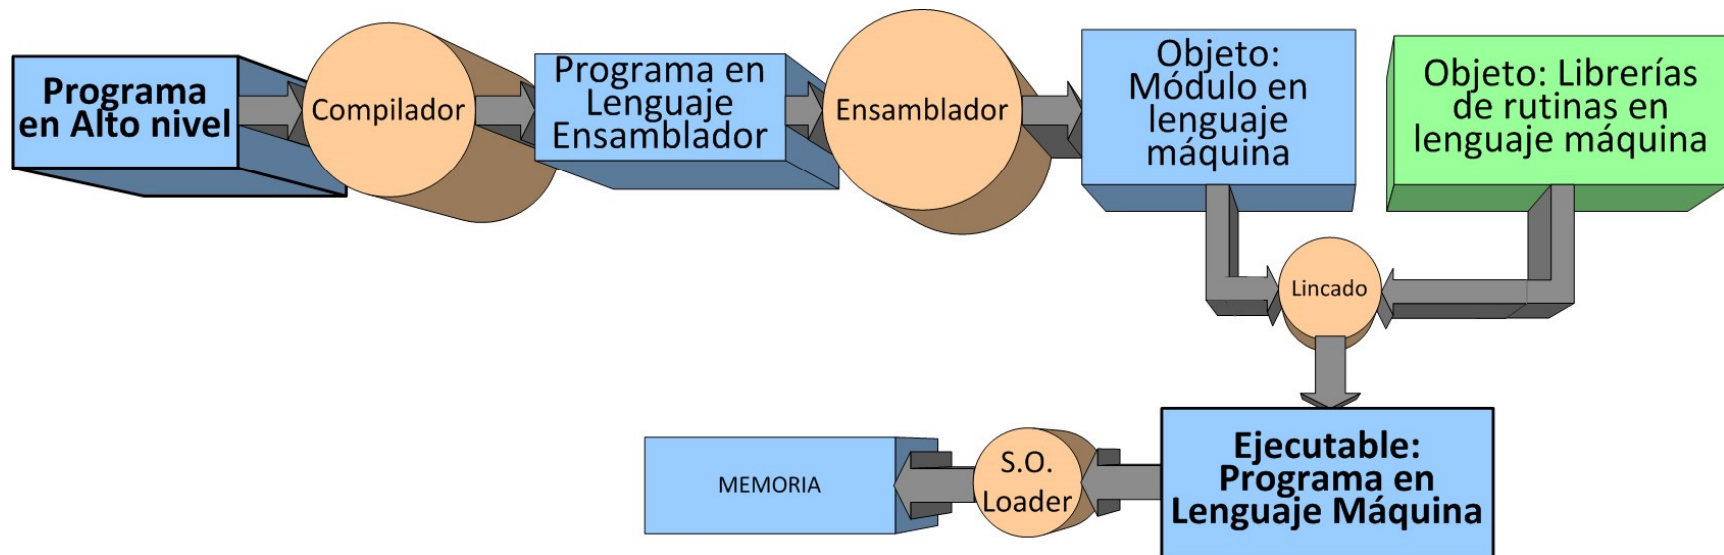 Programa
en Alto nivel
Compilador
Programa en
Lenguaje
Ensamblador
Ensamblador
Objeto:
Módulo en
lenguaje
máquina
Objeto: Librerías
de rutinas en
lenguaje máquina
Lincado
Ejecutable:
Programa en
Lenguaje Máquina
S.O.
Loader
MEMORIA